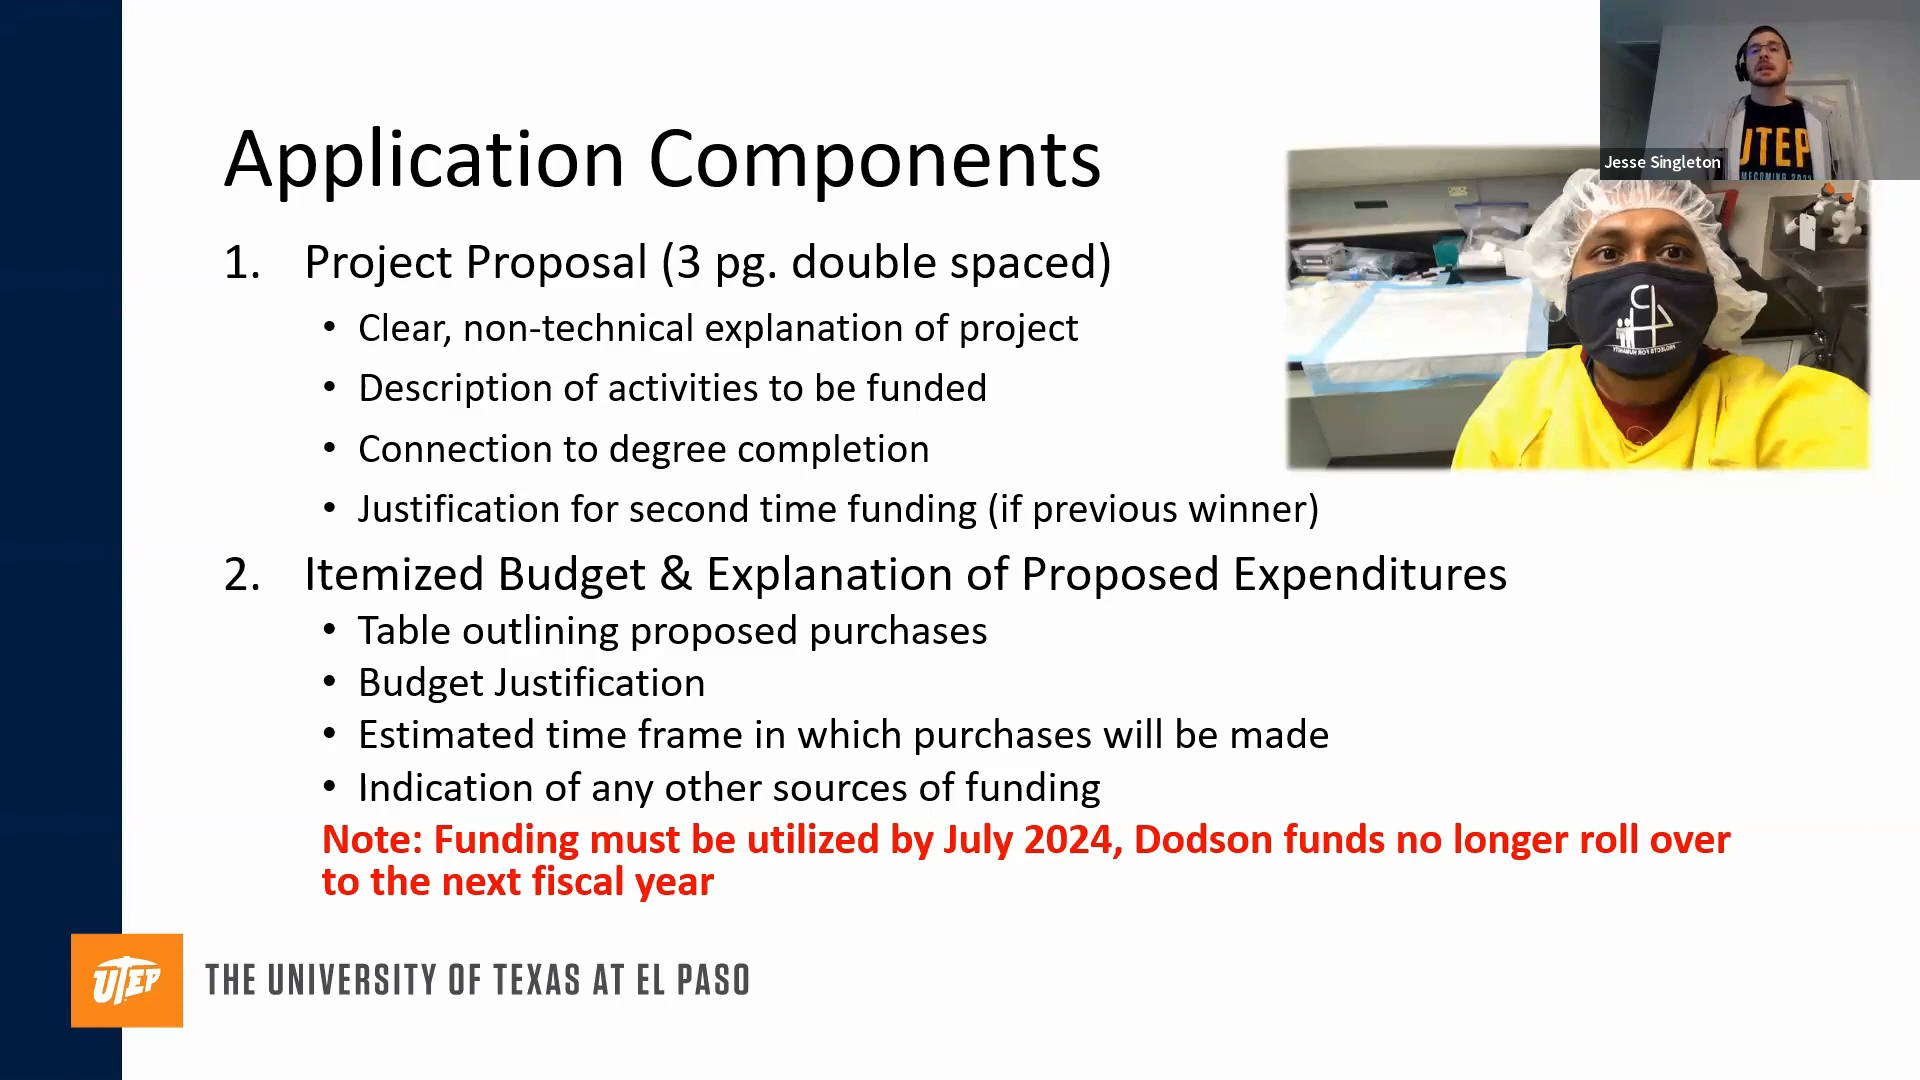 Application Components
1. Project Proposal (3 pg. double spaced)
• Clear, non-technical explanation of project
• Description of activities to be funded
• Connection to degree completion
• Justification for second time funding (if previous winner)
2. Itemized Budget & Explanation of Proposed Expenditures
• Table outlining proposed purchases
• Budget Justification
• Estimated time frame in which purchases will be made
• Indication of any other sources of funding
Note: Funding must be utilized by July 2024, Dodson funds no longer roll over
to the next fiscal year
UTEP
THE UNIVERSITY OF TEXAS AT EL PASO
Jesse Singleton
UTEP
PROJECTS FOR HUMANITY